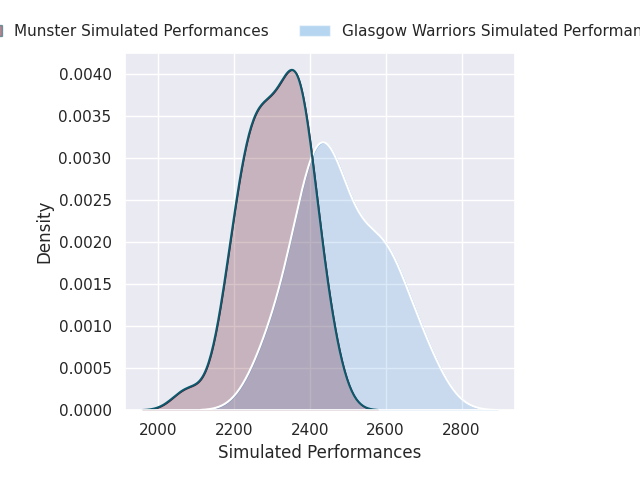 Munster Simulated Performances Glasgow Warriors Simulated
0.0040
0.0035
0.0030
0.0025
0.0020
0.0015
0.0010
0.0005
0.0000
Density
2000 2200 2400 2600 2800
Simulated Performances